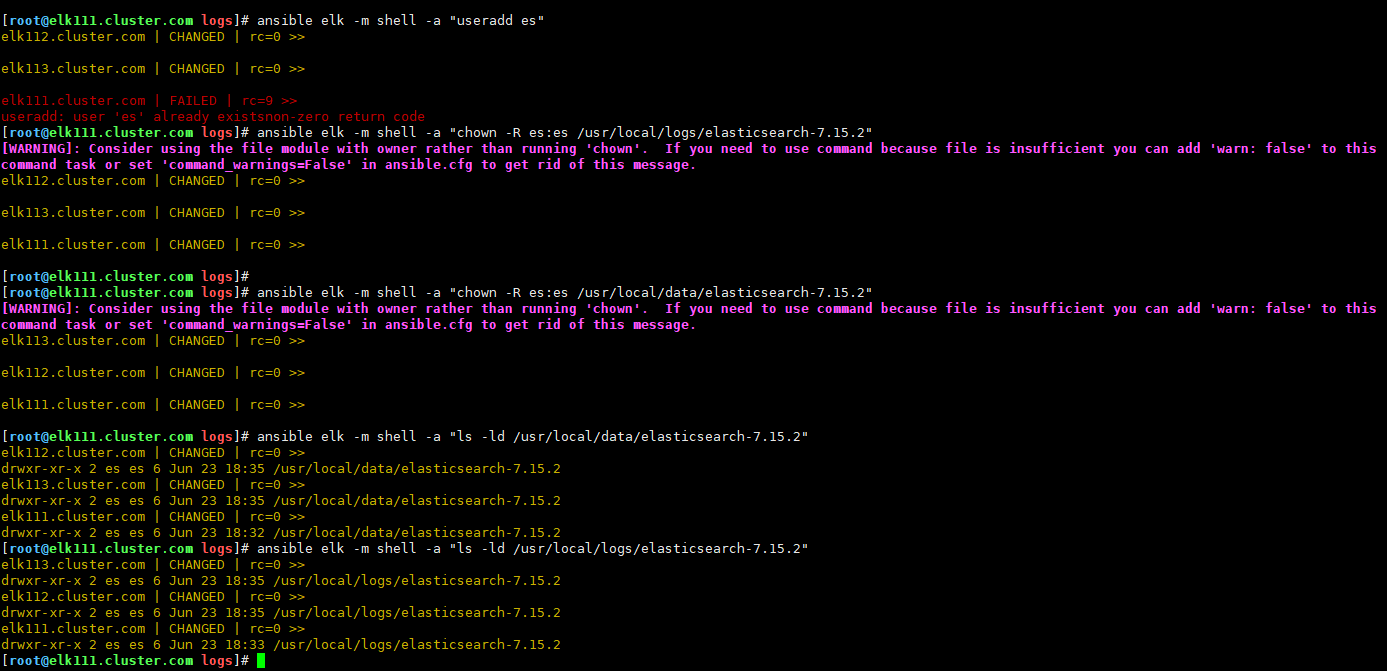 [root@elk111.cluster.com logs]# ansible elk -m shell -a "useradd es"
elk112.cluster.com | CHANGED | rc=0 >>
elk113.cluster.com | CHANGED | rc=0 >>
elk111.cluster.com | FAILED | rc=9 >>
useradd: user 'es' already existsnon-zero return code
[root@elk111.cluster.com logs]# ansible elk -m shell -a "chown -R es:es /usr/local/logs/elasticsearch-7.15.2"
[WARNING]: Consider using the file module with owner rather than running 'chown'.  If you need to use command because file is insufficient you can add 'warn: false' to this
command task or set 'command_warnings=False' in ansible.cfg to get rid of this message.
elk112.cluster.com | CHANGED | rc=0 >>
elk113.cluster.com | CHANGED | rc=0 >>
elk111.cluster.com | CHANGED | rc=0 >>
[root@elk111.cluster.com logs]#
[root@elk111.cluster.com logs]# ansible elk -m shell -a "chown -R es:es /usr/local/data/elasticsearch-7.15.2"
[WARNING]: Consider using the file module with owner rather than running 'chown'.  If you need to use command because file is insufficient you can add 'warn: false' to this
command task or set 'command_warnings=False' in ansible.cfg to get rid of this message.
elk113.cluster.com | CHANGED | rc=0 >>
elk112.cluster.com | CHANGED | rc=0 >>
elk111.cluster.com | CHANGED | rc=0 >>
[root@elk111.cluster.com logs]# ansible elk -m shell -a "ls -ld /usr/local/data/elasticsearch-7.15.2"
elk112.cluster.com | CHANGED | rc=0 >>
drwxr-xr-x 2 es es 6 Jun 23 18:35 /usr/local/data/elasticsearch-7.15.2
elk113.cluster.com | CHANGED | rc=0 >>
drwxr-xr-x 2 es es 6 Jun 23 18:35 /usr/local/data/elasticsearch-7.15.2
elk111.cluster.com | CHANGED | rc=0 >>
drwxr-xr-x 2 es es 6 Jun 23 18:32 /usr/local/data/elasticsearch-7.15.2
[root@elk111.cluster.com logs]# ansible elk -m shell -a "ls -ld /usr/local/logs/elasticsearch-7.15.2"
elk113.cluster.com | CHANGED | rc=0 >>
drwxr-xr-x 2 es es 6 Jun 23 18:35 /usr/local/logs/elasticsearch-7.15.2
elk112.cluster.com | CHANGED | rc=0 >>
drwxr-xr-x 2 es es 6 Jun 23 18:35 /usr/local/logs/elasticsearch-7.15.2
elk111.cluster.com | CHANGED | rc=0 >>
drwxr-xr-x 2 es es 6 Jun 23 18:33 /usr/local/logs/elasticsearch-7.15.2
[root@elk111.cluster.com logs]#